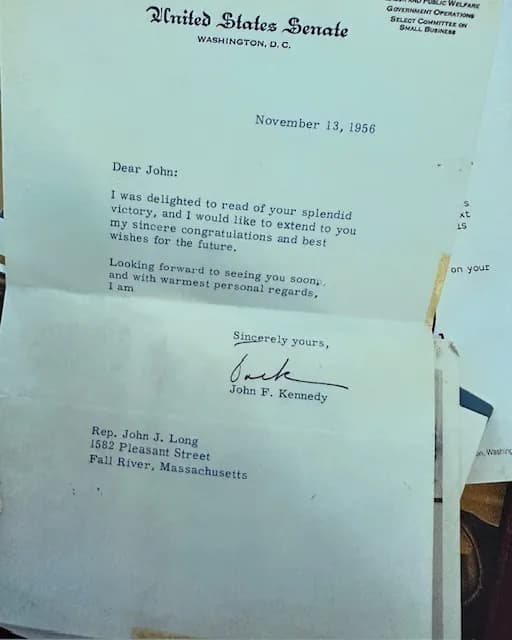 United States Senate
WASHINGTON, D. C.
AND PUBLIC WELFARE
GOVERNMENT OPERATIONS
SELECT COMMITTEE ON
SMALL BUSINESS
November 13, 1956
Dear John:
I was delighted to read of your splendid
victory, and I would like to extend to you
my sincere congratulations and best
wishes for the future.
Looking forward to seeing you soon,
and with warmest personal regards,
I am
Sincerely yours,
Jack
John F. Kennedy
Rep. John J. Long
1582 Pleasant Street
Fall River, Massachusetts
on your